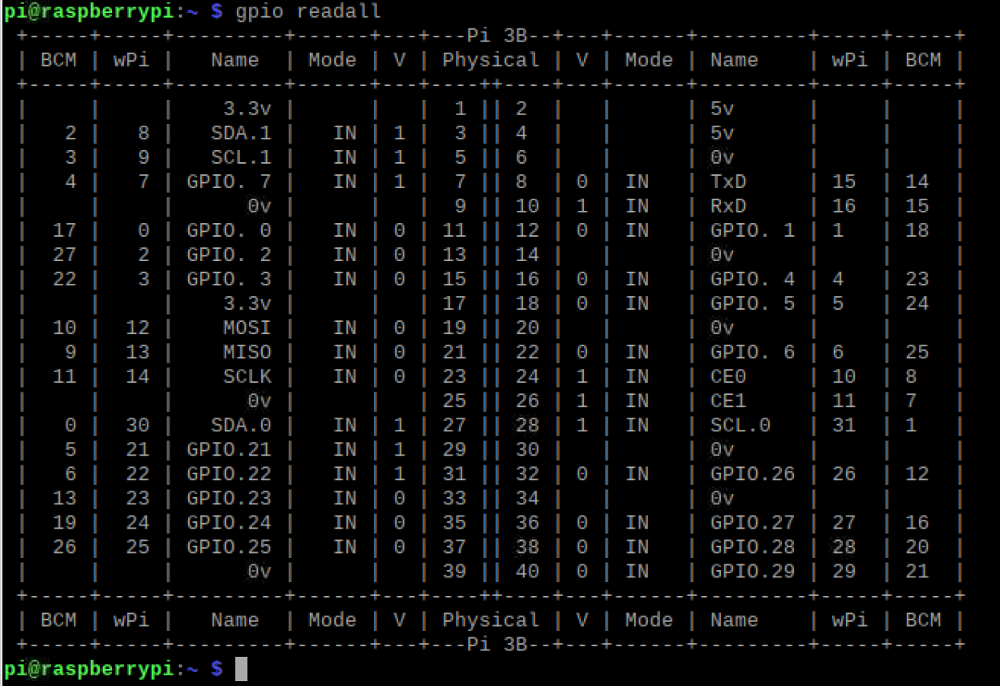 pi@raspberrypi:~ $ gpio readall
 +-----+-----+---------+------+---+---Pi 3B--+---+------+---------+-----+-----+
 | BCM | wPi |   Name  | Mode | V | Physical | V | Mode | Name    | wPi | BCM |
 +-----+-----+---------+------+---+----++----+---+------+---------+-----+-----+
 |     |     |    3.3v |      |   |  1 || 2  |   |      | 5v      |     |     |
 |   2 |   8 |   SDA.1 |   IN | 1 |  3 || 4  |   |      | 5v      |     |     |
 |   3 |   9 |   SCL.1 |   IN | 1 |  5 || 6  |   |      | 0v      |     |     |
 |   4 |   7 | GPIO. 7 |   IN | 1 |  7 || 8  | 0 | IN   | TxD     | 15  | 14  |
 |     |     |      0v |      |   |  9 || 10 | 1 | IN   | RxD     | 16  | 15  |
 |  17 |   0 | GPIO. 0 |   IN | 0 | 11 || 12 | 0 | IN   | GPIO. 1 | 1   | 18  |
 |  27 |   2 | GPIO. 2 |   IN | 0 | 13 || 14 |   |      | 0v      |     |     |
 |  22 |   3 | GPIO. 3 |   IN | 0 | 15 || 16 | 0 | IN   | GPIO. 4 | 4   | 23  |
 |     |     |    3.3v |      |   | 17 || 18 | 0 | IN   | GPIO. 5 | 5   | 24  |
 |  10 |  12 |    MOSI |   IN | 0 | 19 || 20 |   |      | 0v      |     |     |
 |   9 |  13 |    MISO |   IN | 0 | 21 || 22 | 0 | IN   | GPIO. 6 | 6   | 25  |
 |  11 |  14 |    SCLK |   IN | 0 | 23 || 24 | 1 | IN   | CE0     | 10  | 8   |
 |     |     |      0v |      |   | 25 || 26 | 1 | IN   | CE1     | 11  | 7   |
 |   0 |  30 |   SDA.0 |   IN | 1 | 27 || 28 | 1 | IN   | SCL.0   | 31  | 1   |
 |   5 |  21 | GPIO.21 |   IN | 1 | 29 || 30 |   |      | 0v      |     |     |
 |   6 |  22 | GPIO.22 |   IN | 1 | 31 || 32 | 0 | IN   | GPIO.26 | 26  | 12  |
 |  13 |  23 | GPIO.23 |   IN | 0 | 33 || 34 |   |      | 0v      |     |     |
 |  19 |  24 | GPIO.24 |   IN | 0 | 35 || 36 | 0 | IN   | GPIO.27 | 27  | 16  |
 |  26 |  25 | GPIO.25 |   IN | 0 | 37 || 38 | 0 | IN   | GPIO.28 | 28  | 20  |
 |     |     |      0v |      |   | 39 || 40 | 0 | IN   | GPIO.29 | 29  | 21  |
 +-----+-----+---------+------+---+----++----+---+------+---------+-----+-----+
 | BCM | wPi |   Name  | Mode | V | Physical | V | Mode | Name    | wPi | BCM |
 +-----+-----+---------+------+---+---Pi 3B--+---+------+---------+-----+-----+
pi@raspberrypi:~ $